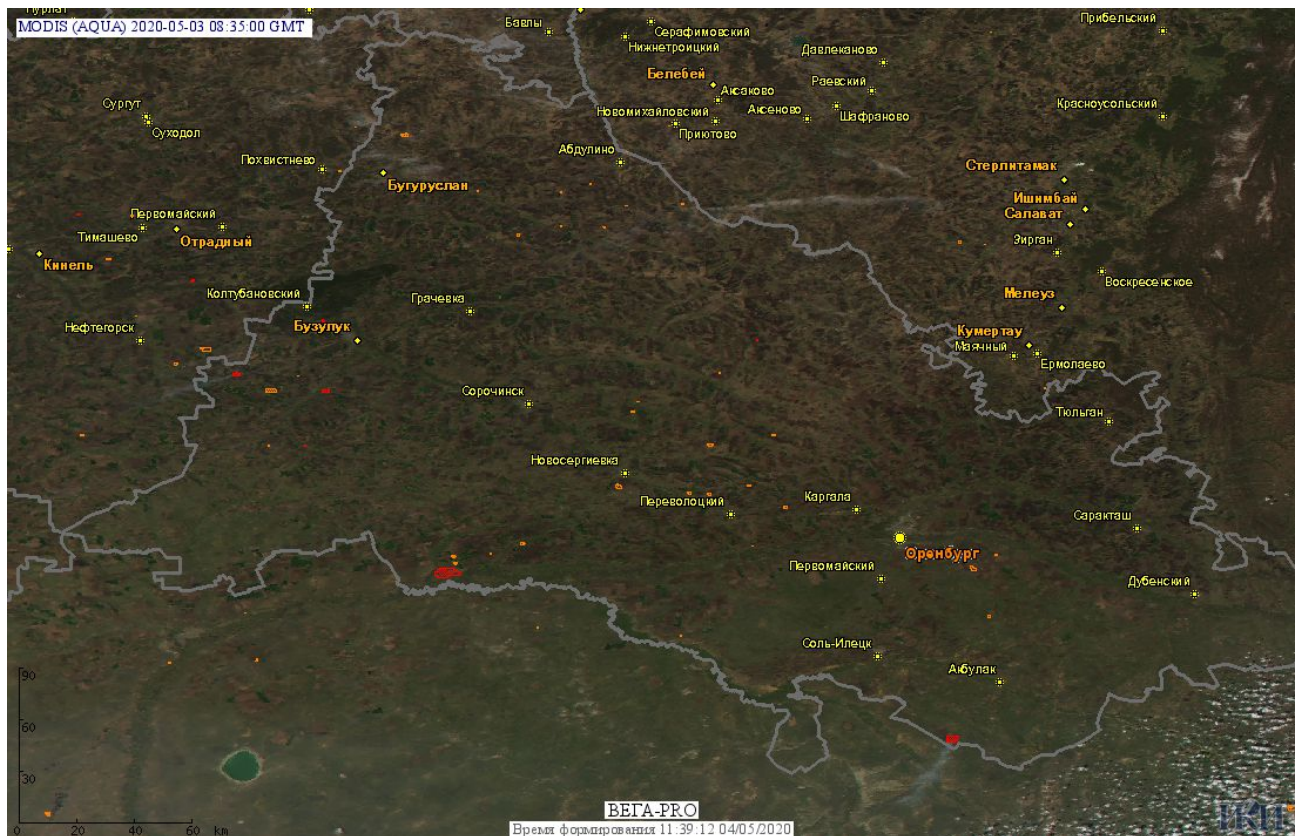 Нурлат
MODIS (AQUA) 2020-05-03 08:35:00 GMT
Бавлы
Серафимовский
Нижнетроицкий
Прибельский
Давлеканово
Белебей
Аксаково
Раевский
Сургут
Суходол
Новомихайловский
Аксеново
Шафраново
Красноусольский
Приютово
Похвистнево
Абдулино
Стерлитамак
Бугуруслан
Ишимбай
Салават
Первомайский
Тимашево
Отрадный
Зирган
Кинель
Воскресенское
Колтубановский
Грачевка
Мелеуз
Нефтегорск
Бузулук
Кумертау
Маячный
Ермолаево
Сорочинск
Тюльган
Новосергиевка
Переволоцкий
Каргала
Саракташ
Оренбург
Первомайский
Дубенский
Соль-Илецк
Акбулак
90
60
30
0 20 40 60 km
ВЕГА-PRO
Время формирования 11:39:12 04/05/2020
ИКИ